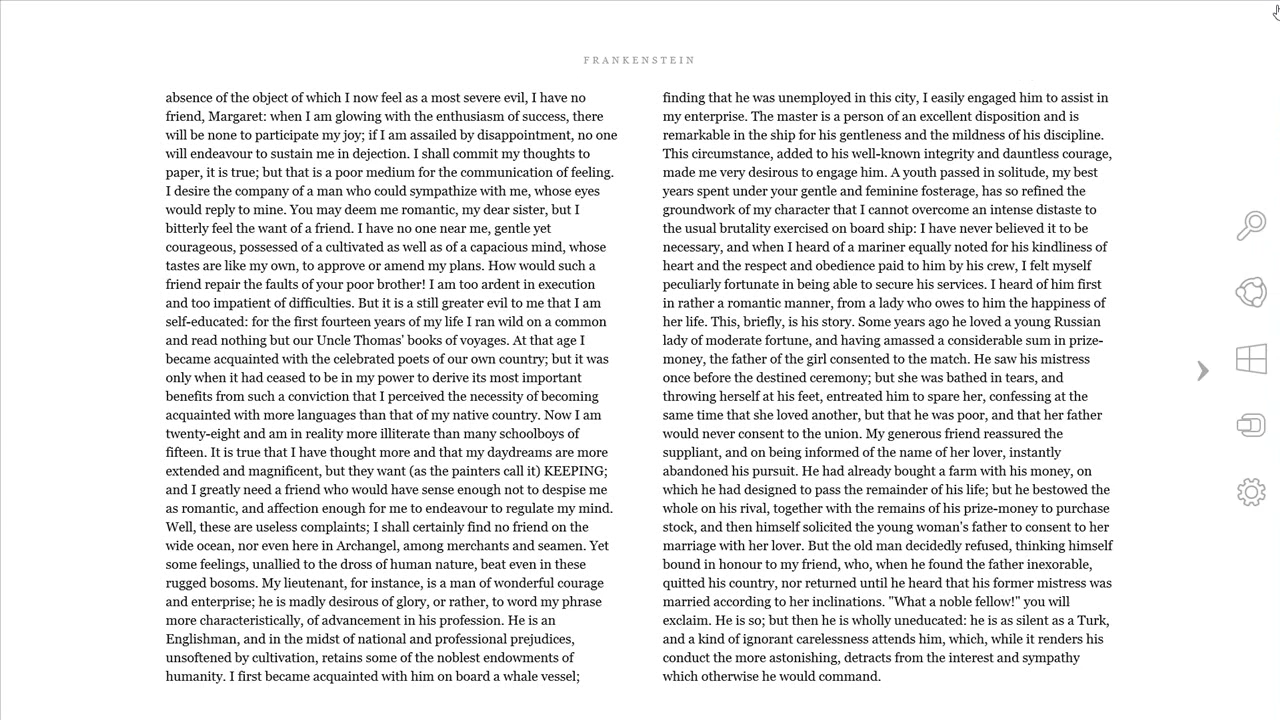 FRANKENSTEIN
absence of the object of which I now feel as a most severe evil, I have no
friend, Margaret: when I am glowing with the enthusiasm of success, there
will be none to participate my joy; if I am assailed by disappointment, no one
will endeavour to sustain me in dejection. I shall commit my thoughts to
paper, it is true; but that is a poor medium for the communication of feeling.
I desire the company of a man who could sympathize with me, whose eyes
would reply to mine. You may deem me romantic, my dear sister, but I
bitterly feel the want of a friend. I have no one near me, gentle yet
courageous, possessed of a cultivated as well as of a capacious mind, whose
tastes are like my own, to approve or amend my plans. How would such a
friend repair the faults of your poor brother! I am too ardent in execution
and too impatient of difficulties. But it is a still greater evil to me that I am
self-educated: for the first fourteen years of my life I ran wild on a common
and read nothing but our Uncle Thomas' books of voyages. At that age I
became acquainted with the celebrated poets of our own country; but it was
only when it had ceased to be in my power to derive its most important
benefits from such a conviction that I perceived the necessity of becoming
acquainted with more languages than that of my native country. Now I am
twenty-eight and am in reality more illiterate than many schoolboys of
fifteen. It is true that I have thought more and that my daydreams are more
extended and magnificent, but they want (as the painters call it) KEEPING;
and I greatly need a friend who would have sense enough not to despise me
as romantic, and affection enough for me to endeavour to regulate my mind.
Well, these are useless complaints; I shall certainly find no friend on the
wide ocean, nor even here in Archangel, among merchants and seamen. Yet
some feelings, unallied to the dross of human nature, beat even in these
rugged bosoms. My lieutenant, for instance, is a man of wonderful courage
and enterprise; he is madly desirous of glory, or rather, to word my phrase
more characteristically, of advancement in his profession. He is an
Englishman, and in the midst of national and professional prejudices,
unsoftened by cultivation, retains some of the noblest endowments of
humanity. I first became acquainted with him on board a whale vessel;
finding that he was unemployed in this city, I easily engaged him to assist in
my enterprise. The master is a person of an excellent disposition and is
remarkable in the ship for his gentleness and the mildness of his discipline.
This circumstance, added to his well-known integrity and dauntless courage,
made me very desirous to engage him. A youth passed in solitude, my best
years spent under your gentle and feminine fosterage, has so refined the
groundwork of my character that I cannot overcome an intense distaste to
the usual brutality exercised on board ship: I have never believed it to be
necessary, and when I heard of a mariner equally noted for his kindliness of
heart and the respect and obedience paid to him by his crew, I felt myself
peculiarly fortunate in being able to secure his services. I heard of him first
in rather a romantic manner, from a lady who owes to him the happiness of
her life. This, briefly, is his story. Some years ago he loved a young Russian
lady of moderate fortune, and having amassed a considerable sum in prize-
money, the father of the girl consented to the match. He saw his mistress
once before the destined ceremony; but she was bathed in tears, and
throwing herself at his feet, entreated him to spare her, confessing at the
same time that she loved another, but that he was poor, and that her father
would never consent to the union. My generous friend reassured the
suppliant, and on being informed of the name of her lover, instantly
abandoned his pursuit. He had already bought a farm with his money, on
which he had designed to pass the remainder of his life; but he bestowed the
whole on his rival, together with the remains of his prize-money to purchase
stock, and then himself solicited the young woman's father to consent to her
marriage with her lover. But the old man decidedly refused, thinking himself
bound in honour to my friend, who, when he found the father inexorable,
quitted his country, nor returned until he heard that his former mistress was
married according to her inclinations. "What a noble fellow!" you will
exclaim. He is so; but then he is wholly uneducated: he is as silent as a Turk,
and a kind of ignorant carelessness attends him, which, while it renders his
conduct the more astonishing, detracts from the interest and sympathy
which otherwise he would command.